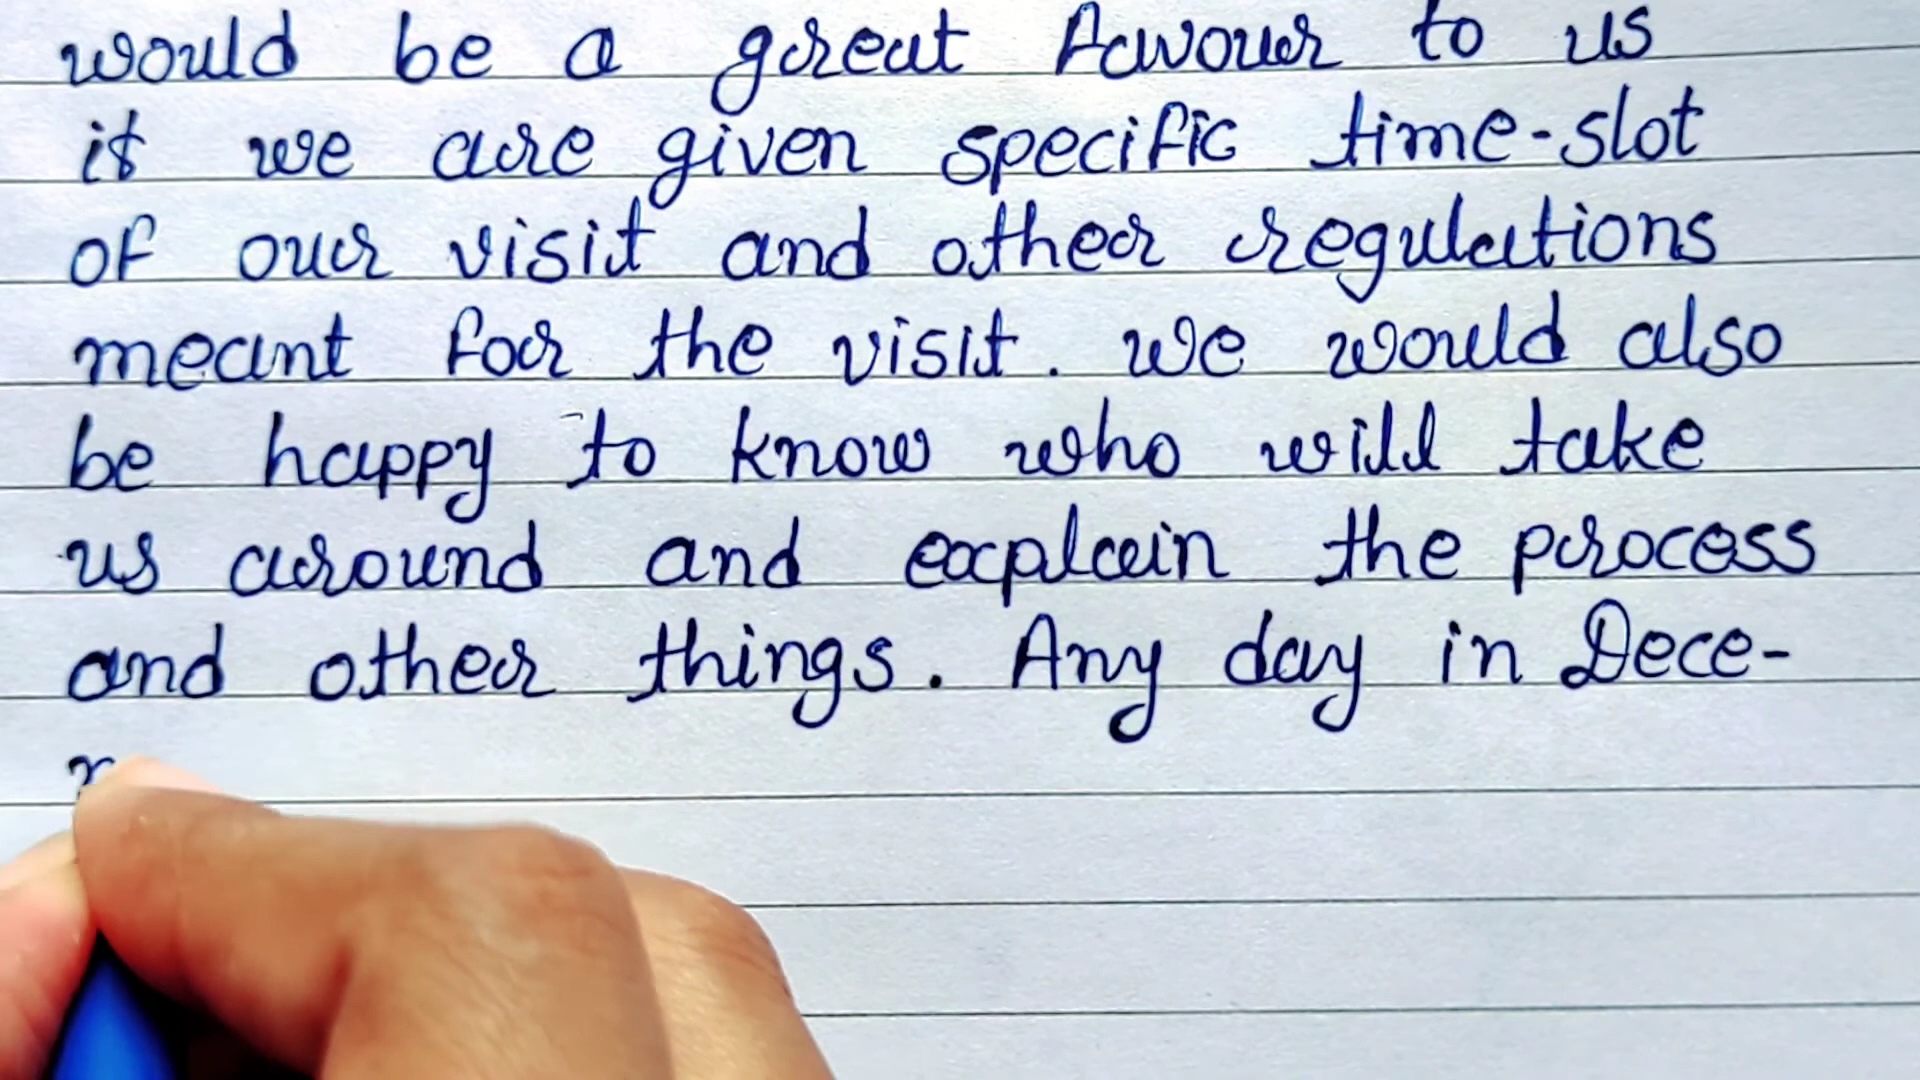 would be a great favour to us
if we are given specific time-slot
of our visit and other regulations
meant for the visit. we would also
be happy to know who will take
us around and explain the process
and other things. Any day in Dece-